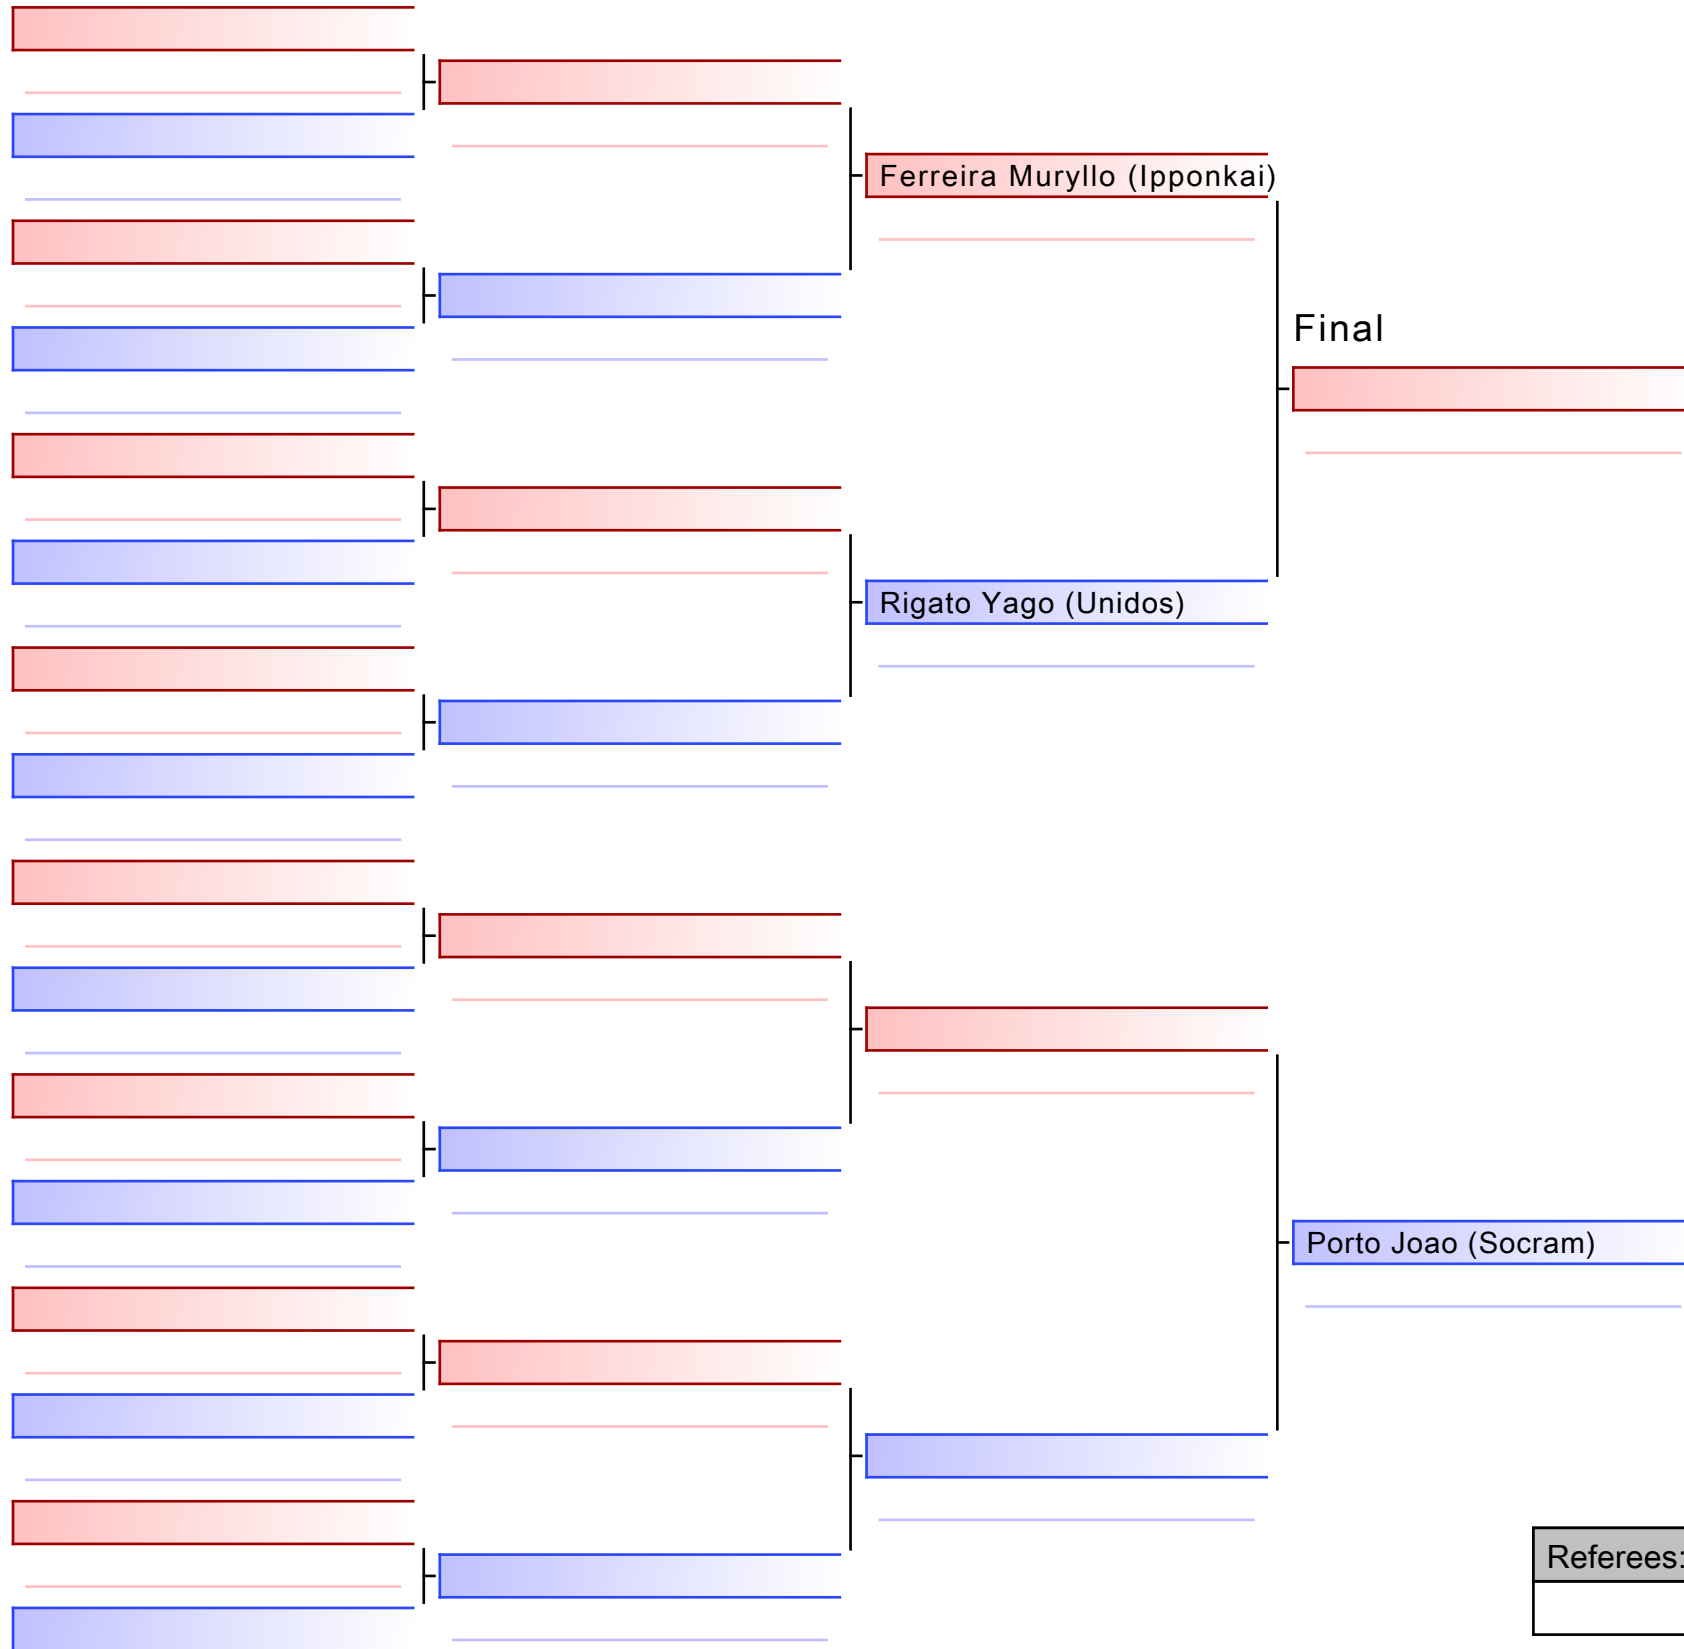 Ferreira Muryllo (Ipponkai)
Final
Rigato Yago (Unidos)
Porto Joao (Socram)
Referees: